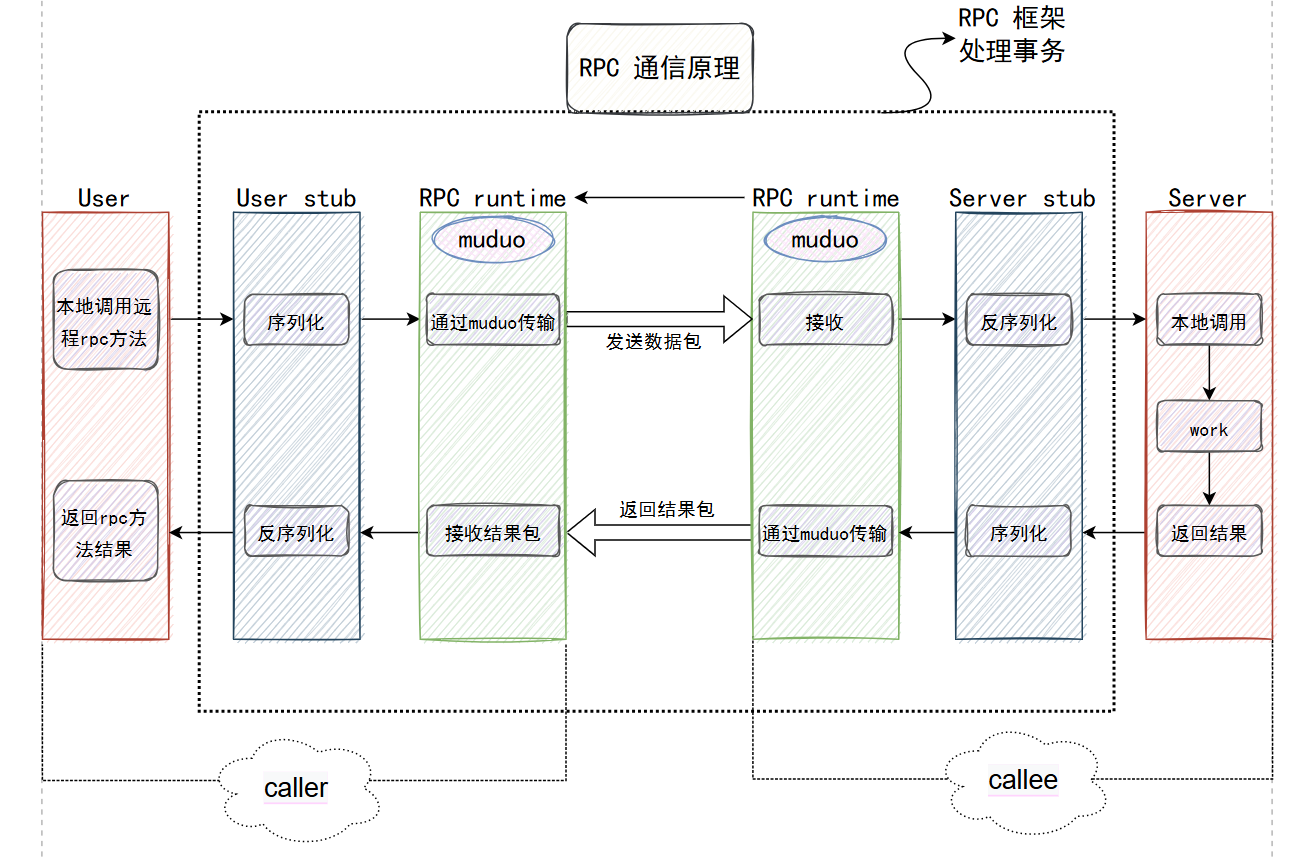 RPC 框架
处理事务
RPC 通信原理
User
User stub
RPC runtime
RPC runtime
Server stub
Server
muduo
muduo
本地调用远
程rpc方法
序列化
通过muduo传输
发送数据包
接收
反序列化
本地调用
work
返回rpc方
法结果
反序列化
接收结果包
返回结果包
通过muduo传输
序列化
返回结果
caller
callee